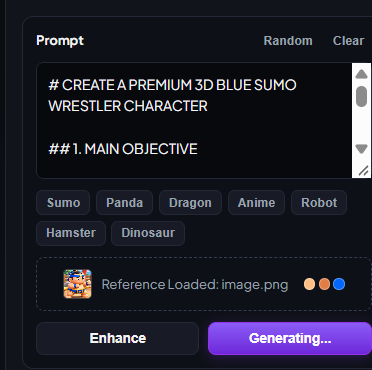 Prompt
Random
Clear
# CREATE A PREMIUM 3D BLUE SUMO
WRESTLER CHARACTER
## 1. MAIN OBJECTIVE
Sumo
Panda
Dragon
Anime
Robot
Hamster
Dinosaur
Reference Loaded: image.png
Enhance
Generating...